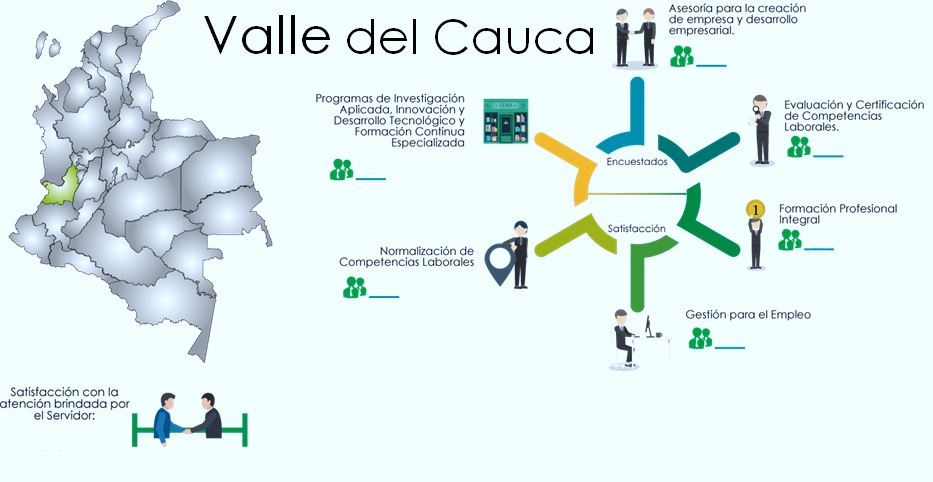 Valle del Cauca
Asesoría para la creación
de empresa y desarrollo
empresarial.
Programas de Investigación
Aplicada, Innovación y
Desarrollo Tecnológico y
Formación Continua
Especializada
SENA
Evaluación y Certificación
de Competencias
Laborales.
Encuestados
Satisfacción
1
Formación Profesional
Integral
Normalización de
Competencias Laborales
Gestión para el Empleo
Satisfacción con la
atención brindada por
el Servidor: